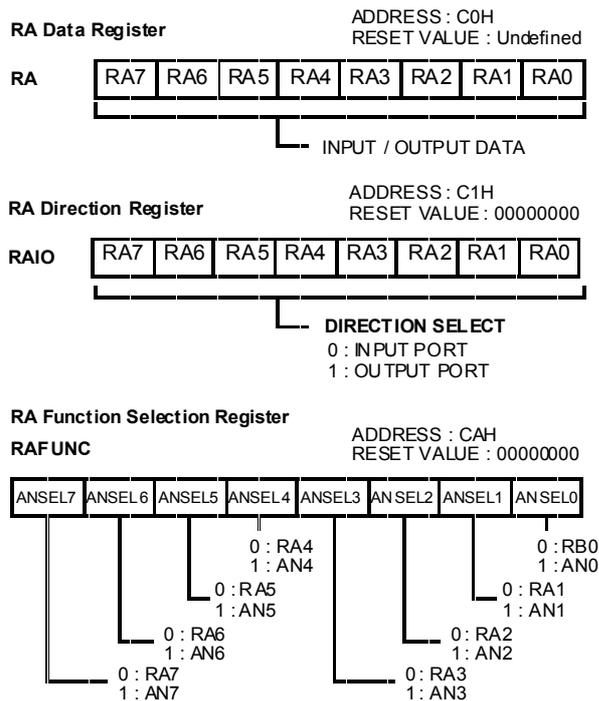 RA Data Register
ADDRESS : C0H
RESET VALUE : Undefined
RA RA7 RA6 RA5 RA4 RA3 RA2 RA1 RA0
INPUT / OUTPUT DATA
RA Direction Register
ADDRESS : C1H
RESET VALUE : 00000000
RAIO RA7 RA6 RA5 RA4 RA3 RA2 RA1 RA0
DIRECTION SELECT
0 : INPUT PORT
1 : OUTPUT PORT
RA Function Selection Register
RAFUNC
ADDRESS : CAH
RESET VALUE : 00000000
ANSEL7 ANSEL6 ANSEL5 ANSEL4 ANSEL3 ANSEL2 ANSEL1 ANSEL0
0 : RA4 0 : RB0
1 : AN4 1 : AN0
0 : RA5 0 : RA1
1 : AN5 1 : AN1
0 : RA6 0 : RA2
1 : AN6 1 : AN2
0 : RA7 0 : RA3
1 : AN7 1 : AN3